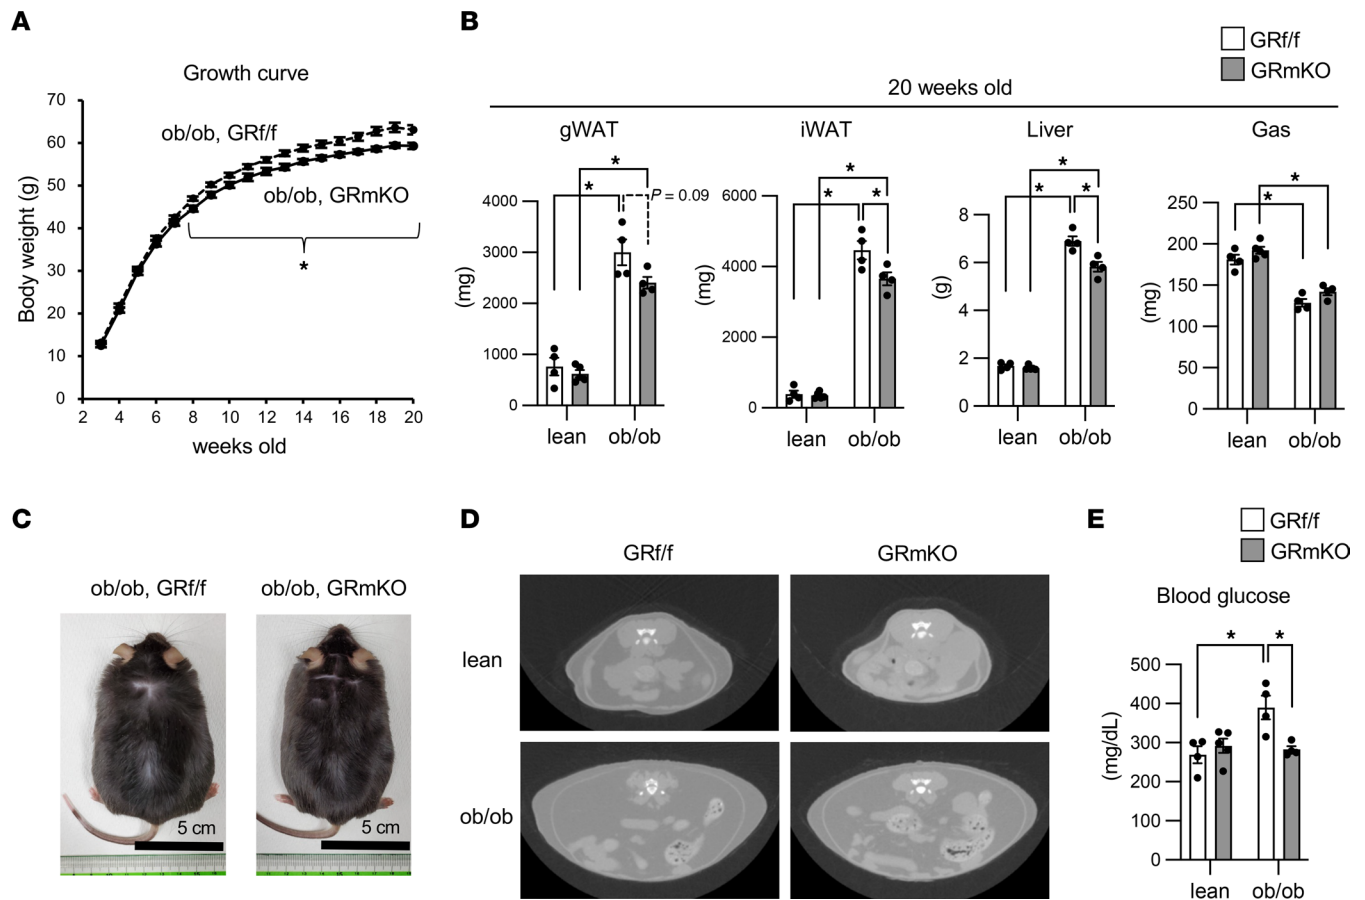 A
Growth curve
Body weight (g)
70
60
50
40
30
20
10
0
ob/ob, GRf/f
ob/ob, GRmKO
*
2 4 6 8 10 12 14 16 18 20
weeks old
B
GRf/f
GRmKO
20 weeks old
gWAT
(mg)
4000
3000
2000
1000
0
*
*
P = 0.09
lean ob/ob
iWAT
(mg)
6000
4000
2000
0
*
* *
lean ob/ob
Liver
(g)
8
6
4
2
0
*
* *
lean ob/ob
Gas
(mg)
250
200
150
100
50
0
*
*
lean ob/ob
C
ob/ob, GRf/f
ob/ob, GRmKO
5 cm
5 cm
D
GRf/f
GRmKO
lean
ob/ob
E
GRf/f
GRmKO
Blood glucose
(mg/dL)
500
400
300
200
100
0
* *
lean ob/ob